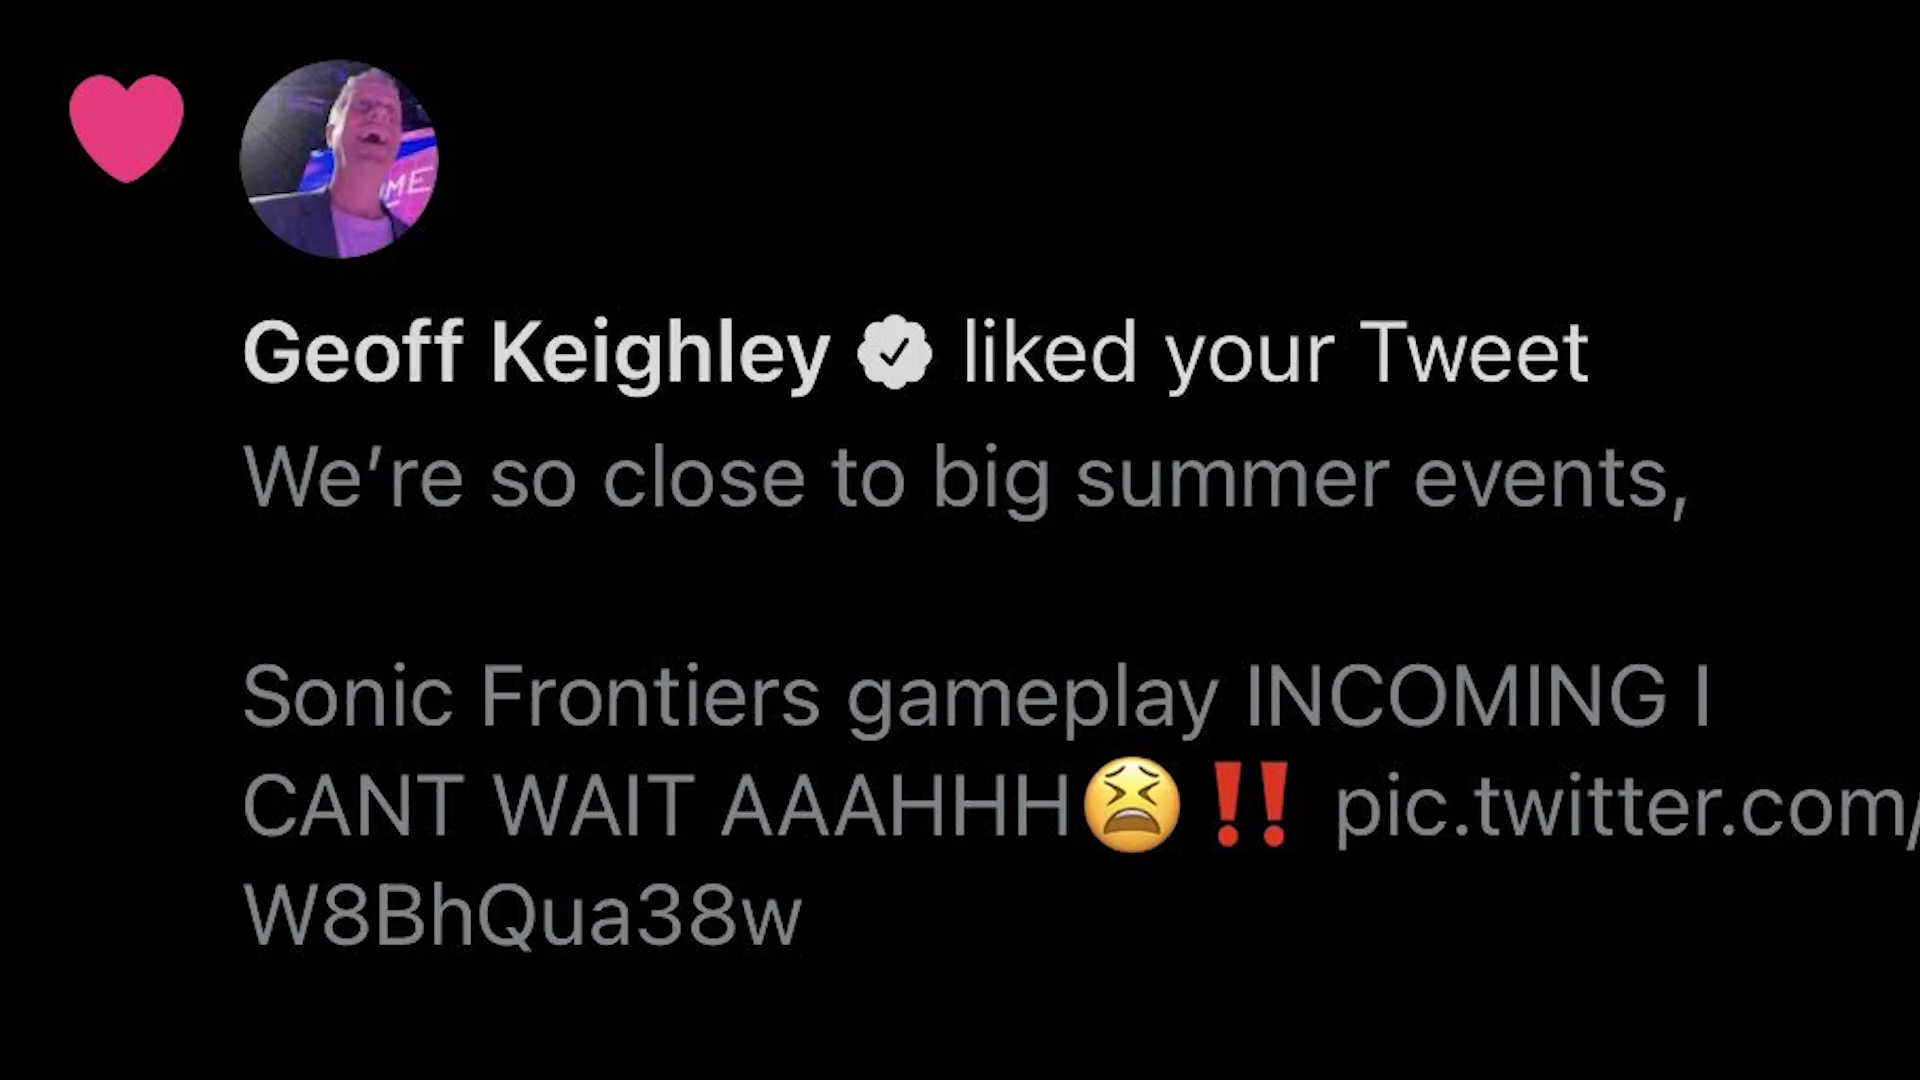 ME
Geoff Keighley liked your Tweet
We’re so close to big summer events,
Sonic Frontiers gameplay INCOMING I
CANT WAIT AAAHHH😫‼️ pic.twitter.com/
W8BhQua38w